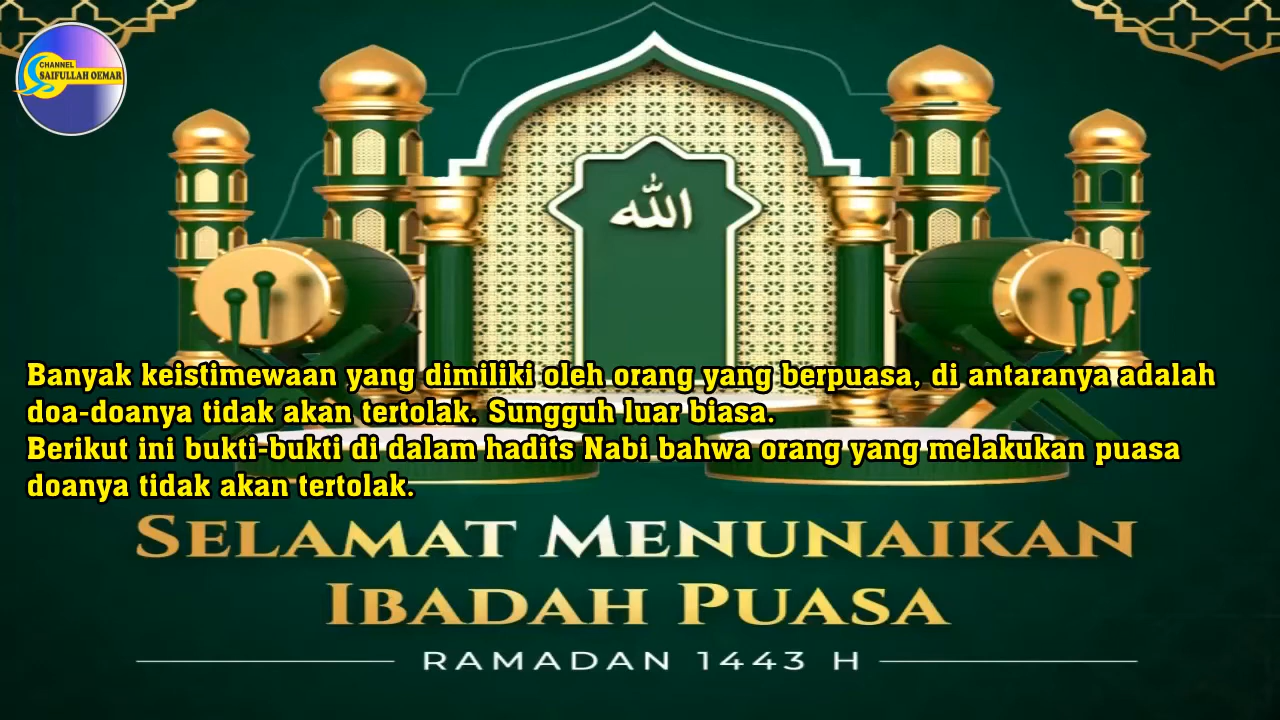 CHANNEL
SAIFULLAH OEMAR
الله
Banyak keistimewaan yang dimiliki oleh orang yang berpuasa, di antaranya adalah
doa-doanya tidak akan tertolak. Sungguh luar biasa.
Berikut ini bukti-bukti di dalam hadits Nabi bahwa orang yang melakukan puasa
doanya tidak akan tertolak.
SELAMAT MENUNAIKAN
IBADAH PUASA
RAMADAN 1443 H